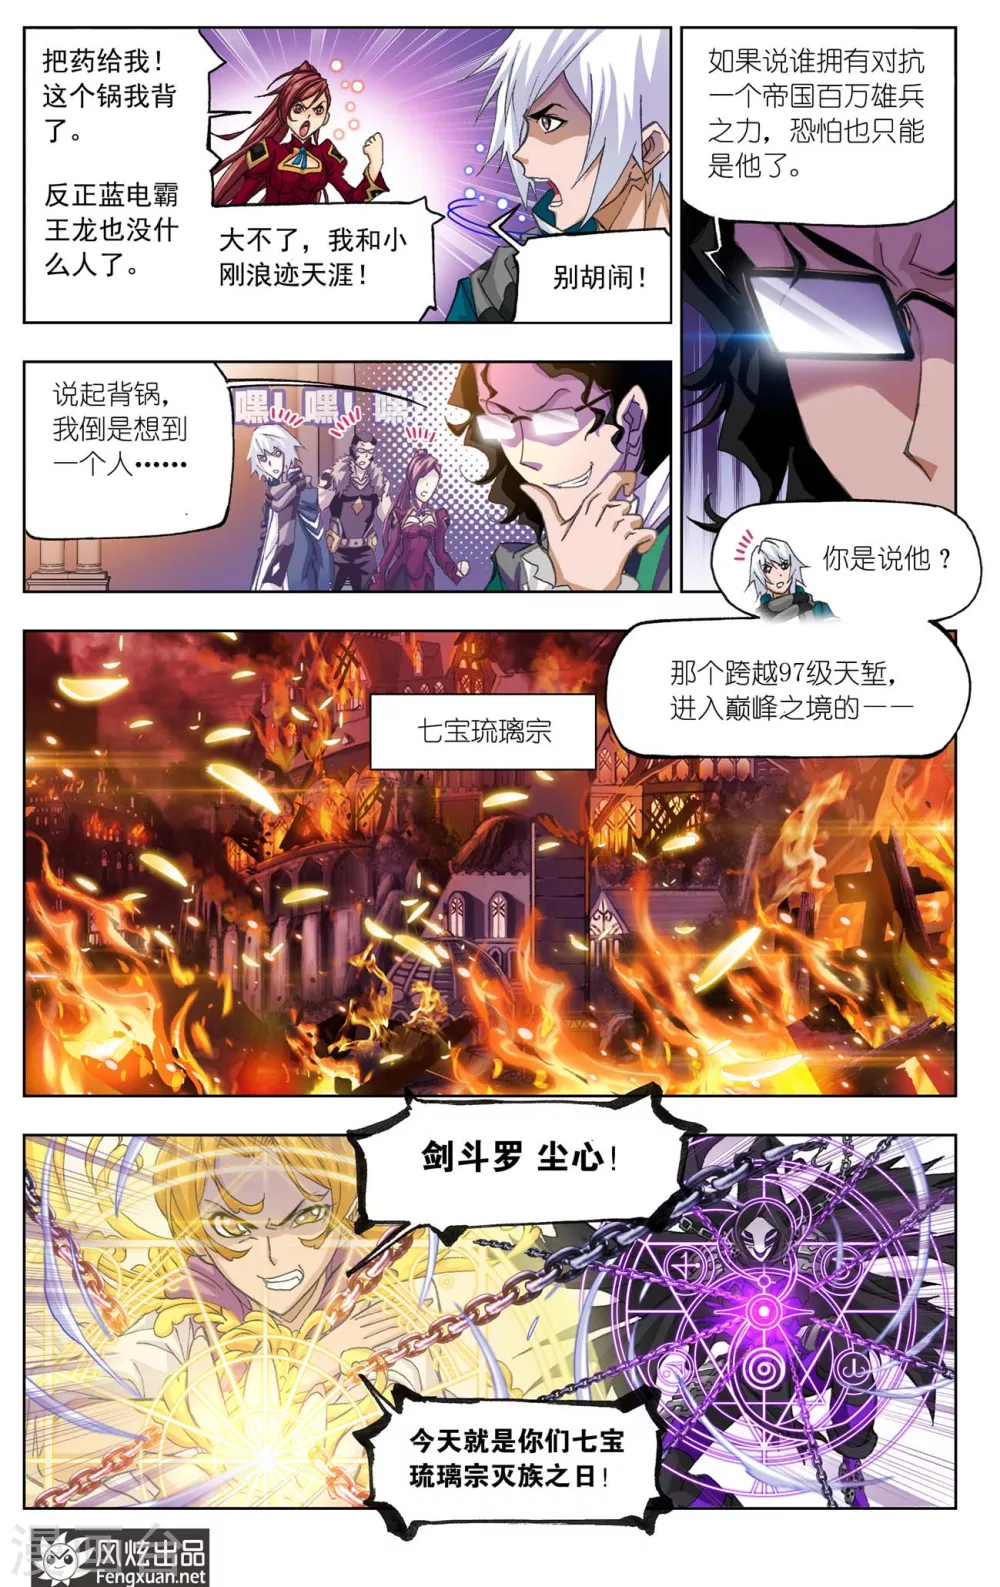 把药给我！
这个锅我背
了。
反正蓝电霸
王龙也没什
么人了。
大不了，我和小
刚浪迹天涯！
别胡闹！
如果说谁拥有对抗
一个帝国百万雄兵
之力，恐怕也只能
是他了。
说起背锅，
我倒是想到
一个人••••••
嘿！嘿！嘿！
你是说他？
那个跨越97级天堑，
进入巅峰之境的——
七宝琉璃宗
剑斗罗 尘心！
今天就是你们七宝
琉璃宗灭族之日！
漫画台
风炫出品
Fengxuan.net